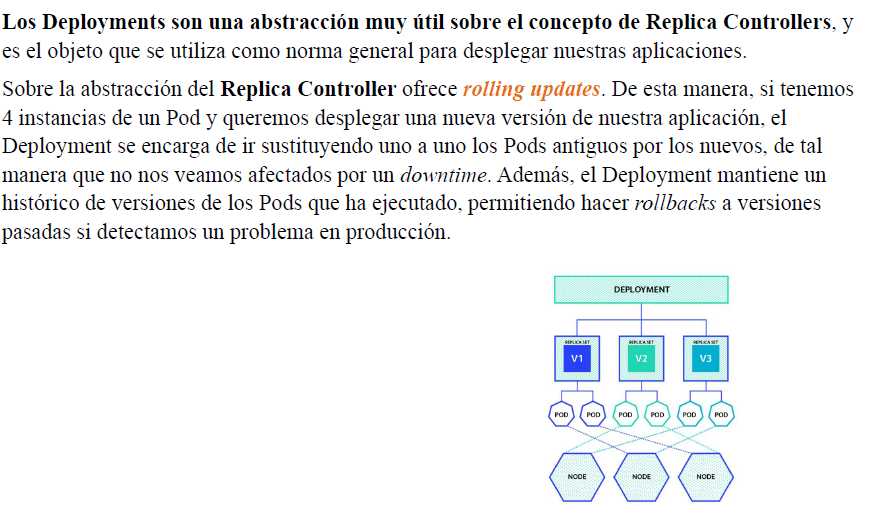 Los Deployments son una abstracción muy útil sobre el concepto de Replica Controllers, y
es el objeto que se utiliza como norma general para desplegar nuestras aplicaciones.
Sobre la abstracción del Replica Controller ofrece rolling updates. De esta manera, si tenemos
4 instancias de un Pod y queremos desplegar una nueva versión de nuestra aplicación, el
Deployment se encarga de ir sustituyendo uno a uno los Pods antiguos por los nuevos, de tal
manera que no nos veamos afectados por un downtime. Además, el Deployment mantiene un
histórico de versiones de los Pods que ha ejecutado, permitiendo hacer rollbacks a versiones
pasadas si detectamos un problema en producción.
DEPLOYMENT
REPLICA SET REPLICA SET REPLICA SET
V1 V2 V3
POD POD POD POD POD POD
NODE NODE NODE